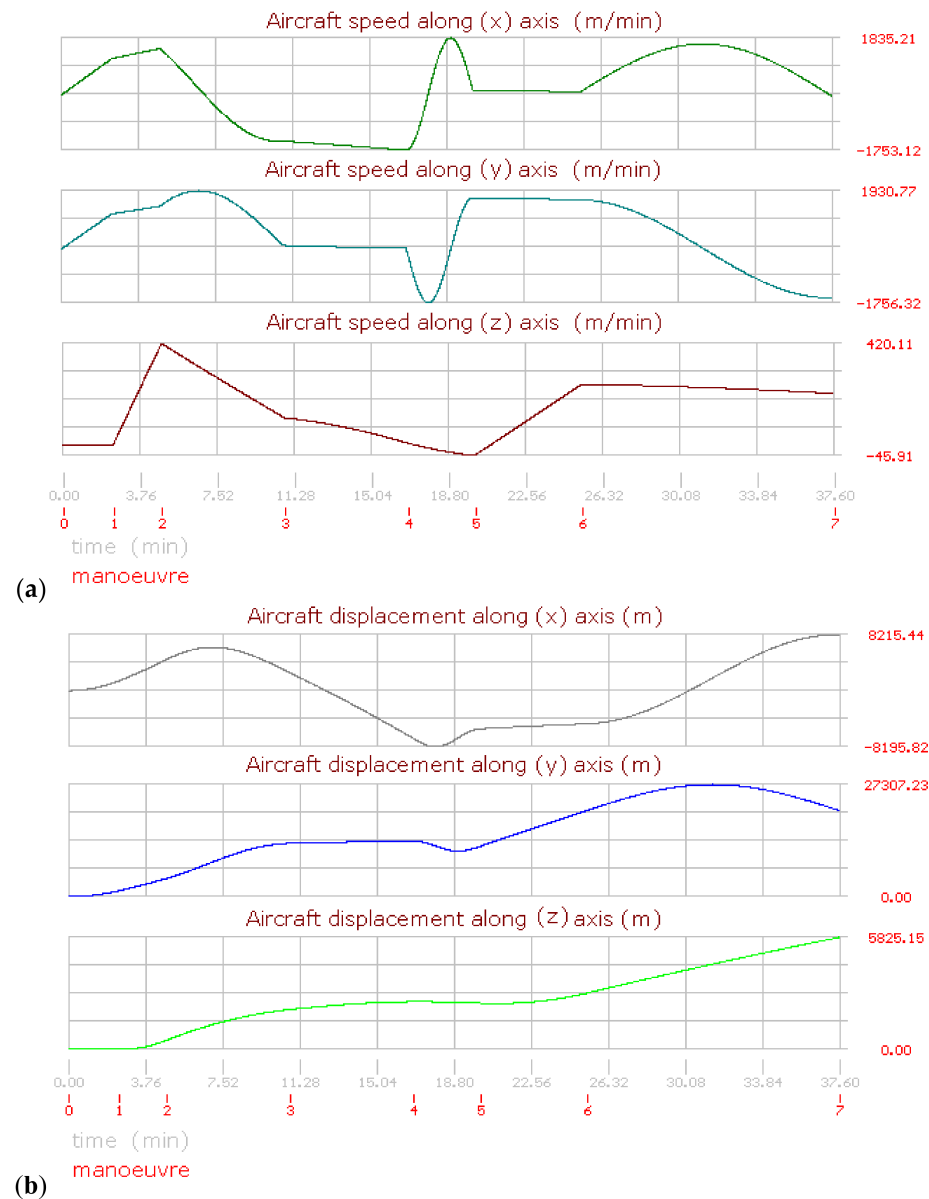 Aircraft speed along (x) axis (m/min)
1835.21
-1753.12
Aircraft speed along (y) axis (m/min)
1930.77
-1756.32
Aircraft speed along (z) axis (m/min)
420.11
-45.91
0.00 3.76 7.52 11.28 15.04 18.80 22.56 26.32 30.08 33.84 37.60
0 1 2 3 4 5 6 7
time (min)
(a) manoeuvre
Aircraft displacement along (x) axis (m)
8215.44
-8195.82
Aircraft displacement along (y) axis (m)
27307.23
0.00
Aircraft displacement along (z) axis (m)
5825.15
0.00
0.00 3.76 7.52 11.28 15.04 18.80 22.56 26.32 30.08 33.84 37.60
0 1 2 3 4 5 6 7
time (min)
manoeuvre
(b)